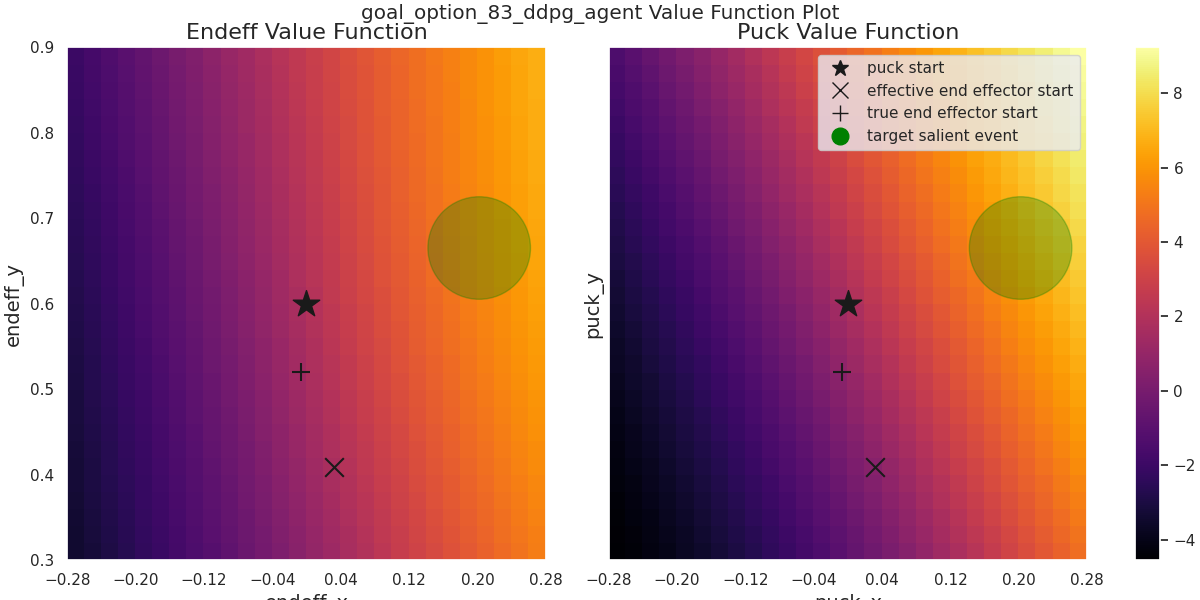 goal_option_83_ddpg_agent Value Function Plot
Endeff Value Function
Puck Value Function
puck start
effective end effector start
true end effector start
target salient event
endeff_y
0.9
0.8
0.7
0.6
0.5
0.4
0.3
−0.28 −0.20 −0.12 −0.04 0.04 0.12 0.20 0.28
endeff_x
puck_y
−0.28 −0.20 −0.12 −0.04 0.04 0.12 0.20 0.28
puck_x
8
6
4
2
0
−2
−4